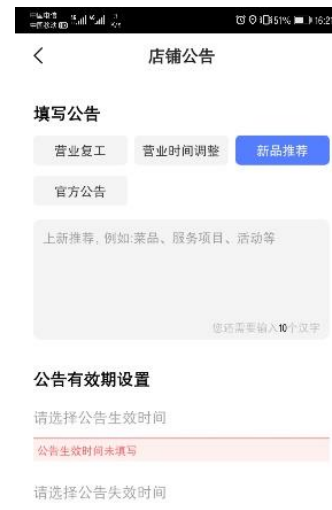 51% 16:21
店铺公告
填写公告
营业复工 营业时间调整 新品推荐
官方公告
上新推荐, 例如:菜品、服务项目、活动等
您还需要输入10个汉字
公告有效期设置
请选择公告生效时间
公告生效时间未填写
请选择公告失效时间